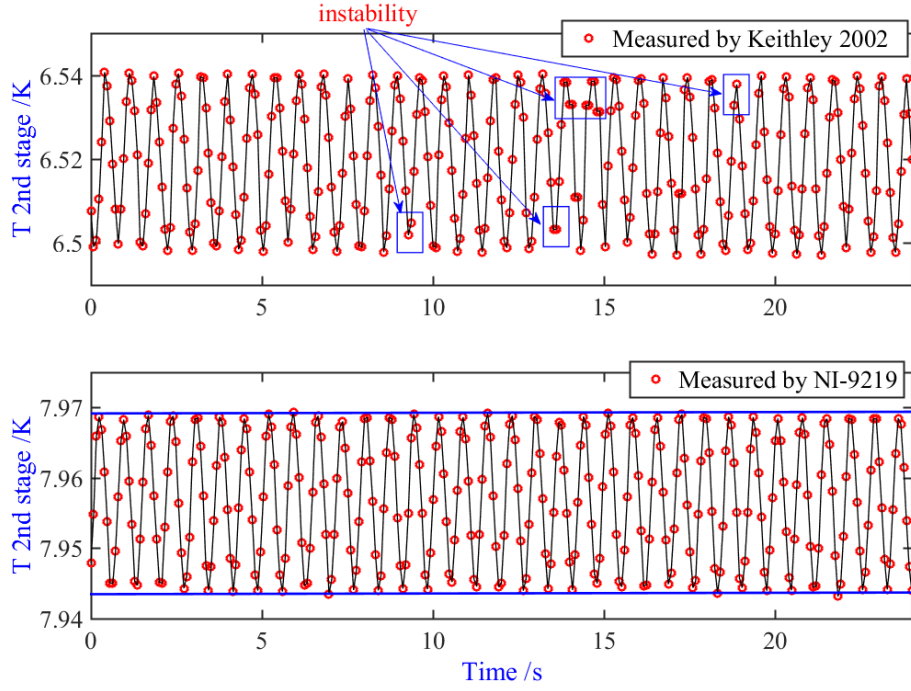 instability
Measured by Keithley 2002
T 2nd stage /K
6.54
6.52
6.5
0 5 10 15 20
Measured by NI-9219
T 2nd stage /K
7.97
7.96
7.95
7.94
0 5 10 15 20
Time /s